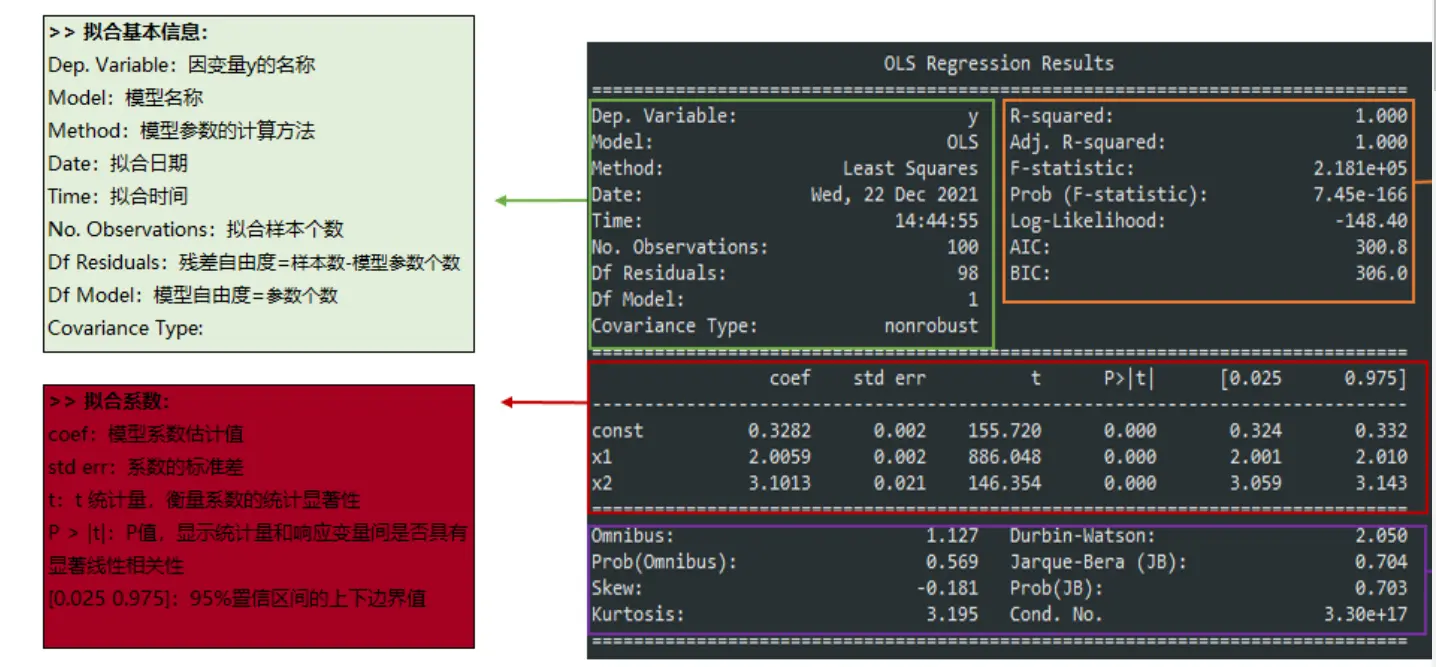 >> 拟合基本信息:
Dep. Variable：因变量y的名称
Model：模型名称
Method：模型参数的计算方法
Date：拟合日期
Time：拟合时间
No. Observations：拟合样本个数
Df Residuals：残差自由度=样本数-模型参数个数
Df Model：模型自由度=参数个数
Covariance Type:
>> 拟合系数:
coef：模型系数估计值
std err：系数的标准差
t：t 统计量，衡量系数的统计显著性
P > |t|：P值，显示统计量和响应变量间是否具有
显著线性相关性
[0.025 0.975]：95%置信区间的上下边界值
OLS Regression Results
Dep. Variable: y R-squared: 1.000
Model: OLS Adj. R-squared: 1.000
Method: Least Squares F-statistic: 2.181e+05
Date: Wed, 22 Dec 2021 Prob (F-statistic): 7.45e-166
Time: 14:44:55 Log-Likelihood: -148.40
No. Observations: 100 AIC: 300.8
Df Residuals: 98 BIC: 306.0
Df Model: 1
Covariance Type: nonrobust
coef std err t P>|t| [0.025 0.975]
const 0.3282 0.002 155.720 0.000 0.324 0.332
x1 2.0059 0.002 886.048 0.000 2.001 2.010
x2 3.1013 0.021 146.354 0.000 3.059 3.143
Omnibus: 1.127 Durbin-Watson: 2.050
Prob(Omnibus): 0.569 Jarque-Bera (JB): 0.704
Skew: -0.181 Prob(JB): 0.703
Kurtosis: 3.195 Cond. No. 3.30e+17